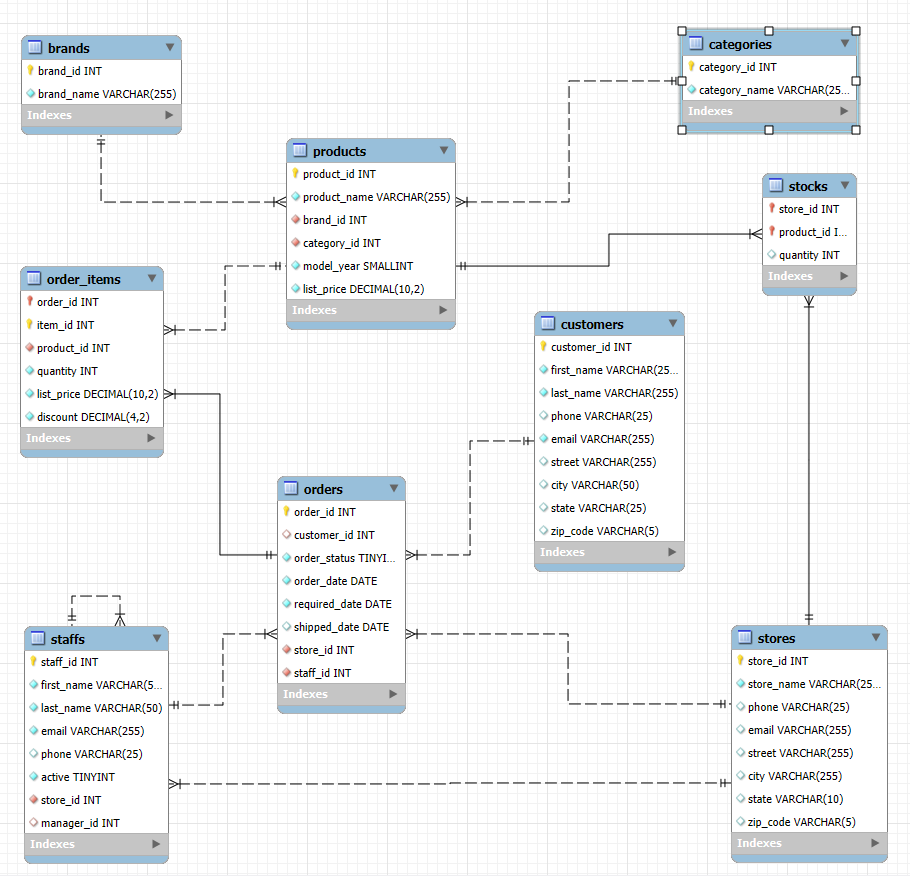 brands
brand_id INT
brand_name VARCHAR(255)
Indexes
categories
category_id INT
category_name VARCHAR(25...
Indexes
products
product_id INT
product_name VARCHAR(255)
brand_id INT
category_id INT
model_year SMALLINT
list_price DECIMAL(10,2)
Indexes
stocks
store_id INT
product_id I...
quantity INT
Indexes
order_items
order_id INT
item_id INT
product_id INT
quantity INT
list_price DECIMAL(10,2)
discount DECIMAL(4,2)
Indexes
customers
customer_id INT
first_name VARCHAR(25...
last_name VARCHAR(255)
phone VARCHAR(25)
email VARCHAR(255)
street VARCHAR(255)
city VARCHAR(50)
state VARCHAR(25)
zip_code VARCHAR(5)
Indexes
orders
order_id INT
customer_id INT
order_status TINYI...
order_date DATE
required_date DATE
shipped_date DATE
store_id INT
staff_id INT
Indexes
staffs
staff_id INT
first_name VARCHAR(5...
last_name VARCHAR(50)
email VARCHAR(255)
phone VARCHAR(25)
active TINYINT
store_id INT
manager_id INT
Indexes
stores
store_id INT
store_name VARCHAR(25...
phone VARCHAR(25)
email VARCHAR(255)
street VARCHAR(255)
city VARCHAR(255)
state VARCHAR(10)
zip_code VARCHAR(5)
Indexes